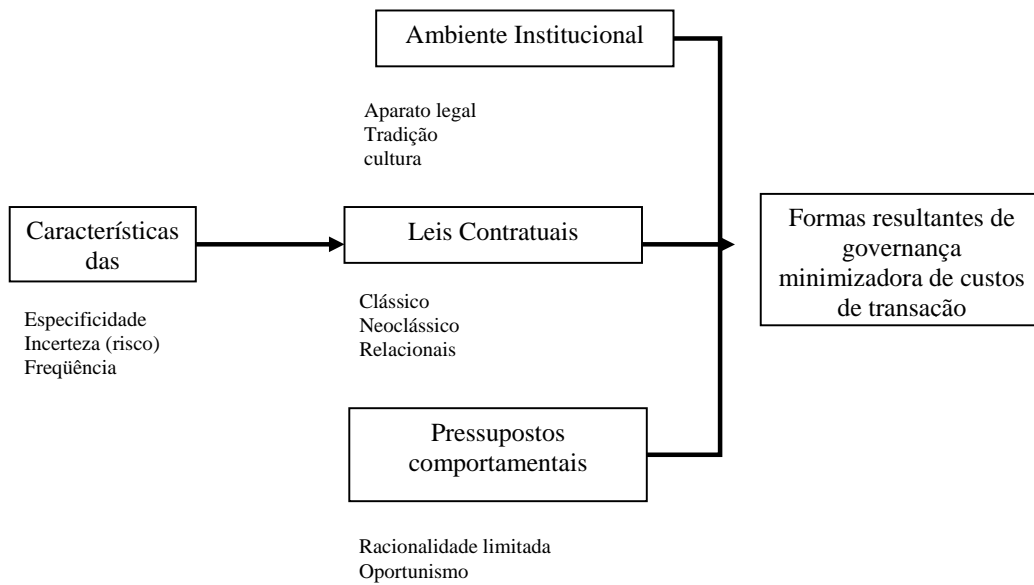 Ambiente Institucional
Aparato legal
Tradição
cultura
Características
das
Especificidade
Incerteza (risco)
Freqüência
Leis Contratuais
Clássico
Neoclássico
Relacionais
Pressupostos
comportamentais
Racionalidade limitada
Oportunismo
Formas resultantes de
governança
minimizadora de custos
de transacão